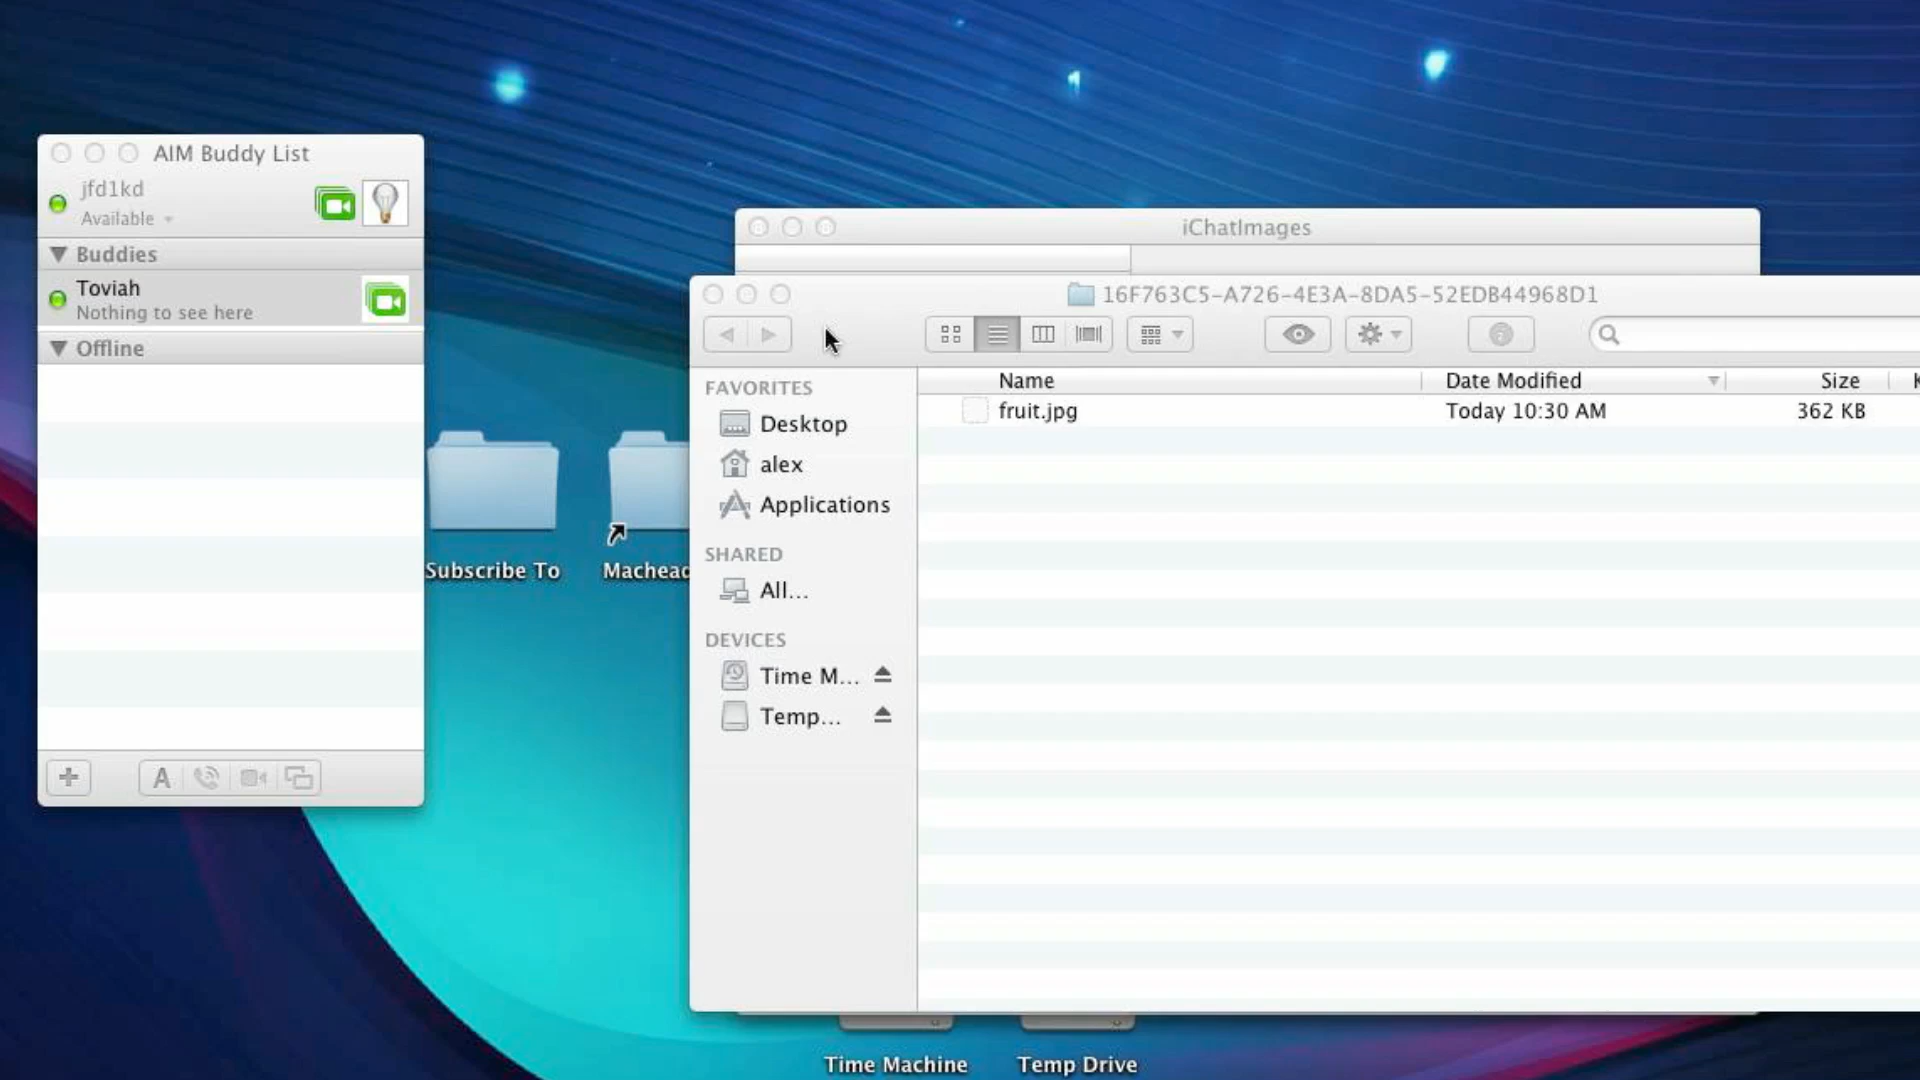 AIM Buddy List
jfd1kd
Available
Buddies
Toviah
Nothing to see here
Offline
A
Subscribe To
Machead
iChatImages
16F763C5-A726-4E3A-8DA5-52EDB44968D1
FAVORITES
Desktop
alex
Applications
SHARED
All...
DEVICES
Time M...
Temp...
Name
Date Modified
Size
fruit.jpg
Today 10:30 AM
362 KB
Time Machine
Temp Drive